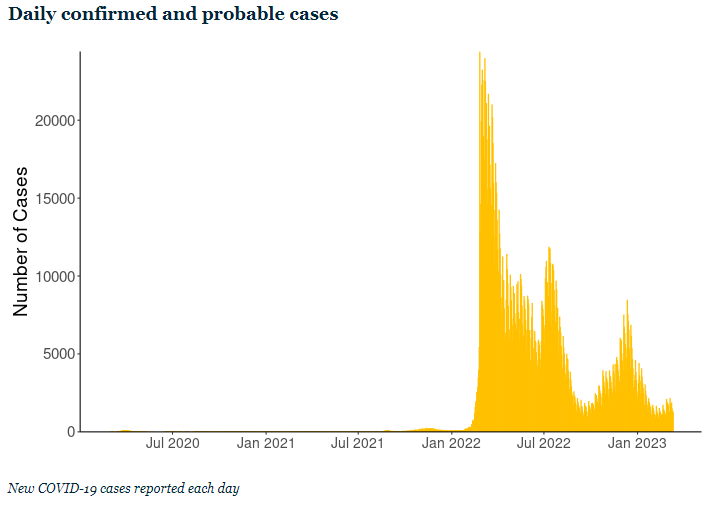 Daily confirmed and probable cases
Number of Cases
20000
15000
10000
5000
0
Jul 2020 Jan 2021 Jul 2021 Jan 2022 Jul 2022 Jan 2023
New COVID-19 cases reported each day